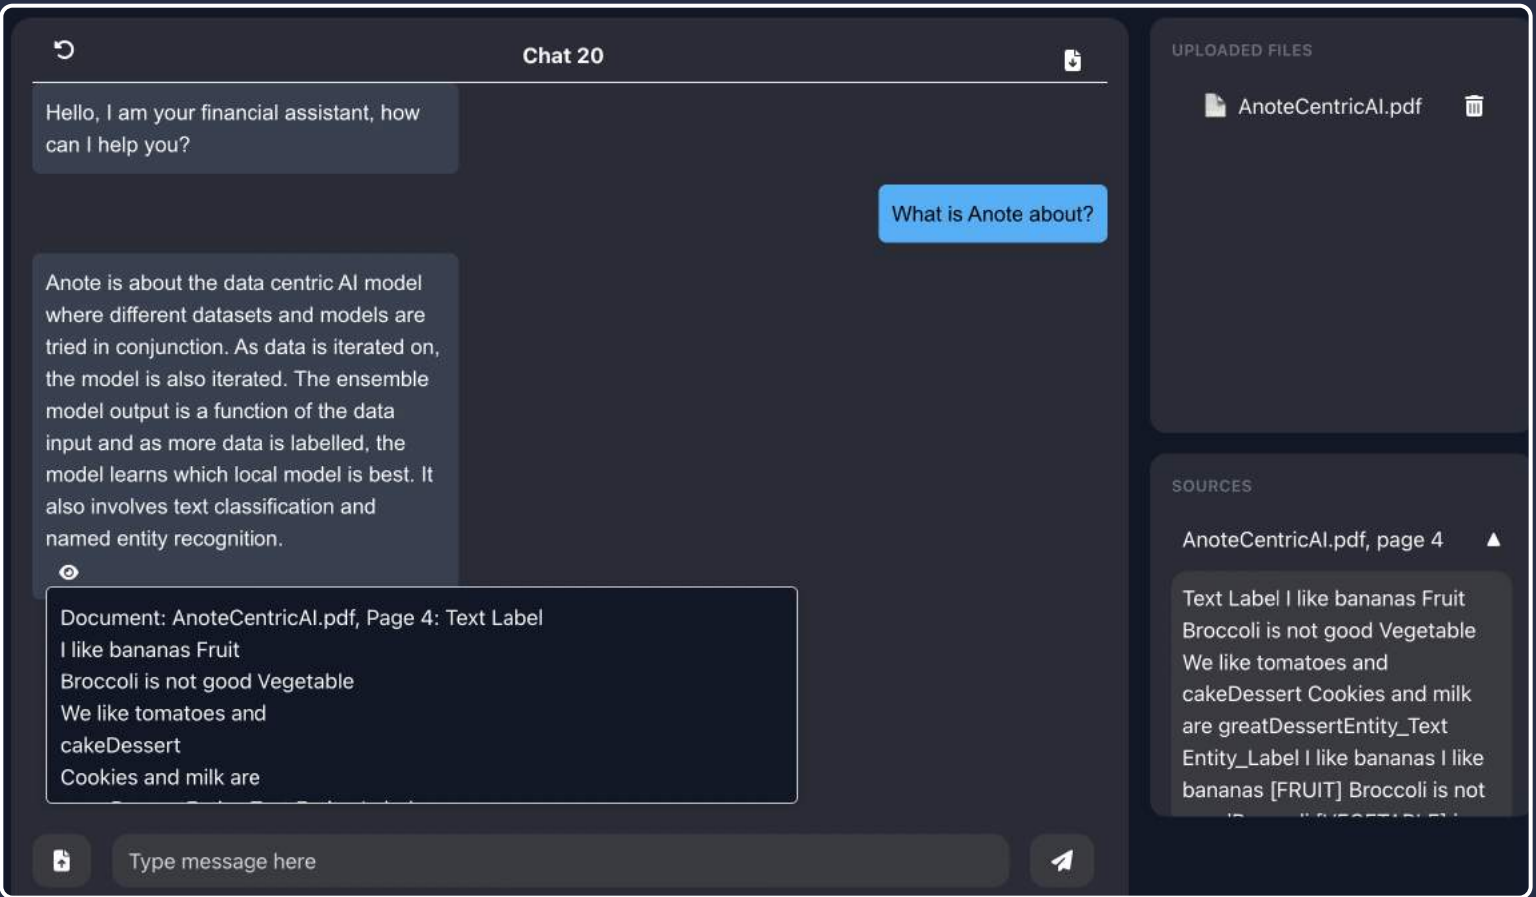 Chat 20
Hello, I am your financial assistant, how
can I help you?
What is Anote about?
Anote is about the data centric AI model
where different datasets and models are
tried in conjunction. As data is iterated on,
the model is also iterated. The ensemble
model output is a function of the data
input and as more data is labelled, the
model learns which local model is best. It
also involves text classification and
named entity recognition.
Document: AnoteCentricAI.pdf, Page 4: Text Label
I like bananas Fruit
Broccoli is not good Vegetable
We like tomatoes and
cakeDessert
Cookies and milk are
Type message here
UPLOADED FILES
AnoteCentricAI.pdf
SOURCES
AnoteCentricAI.pdf, page 4
Text Label I like bananas Fruit
Broccoli is not good Vegetable
We like tomatoes and
cakeDessert Cookies and milk
are greatDessertEntity_Text
Entity_Label I like bananas I like
bananas [FRUIT] Broccoli is not